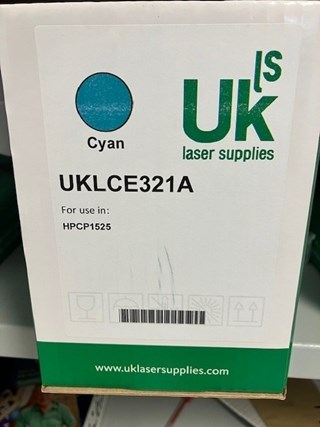 ls
Uk
laser supplies
Cyan
UKLCE321A
For use in:
HPCP1525
www.uklasersupplies.com